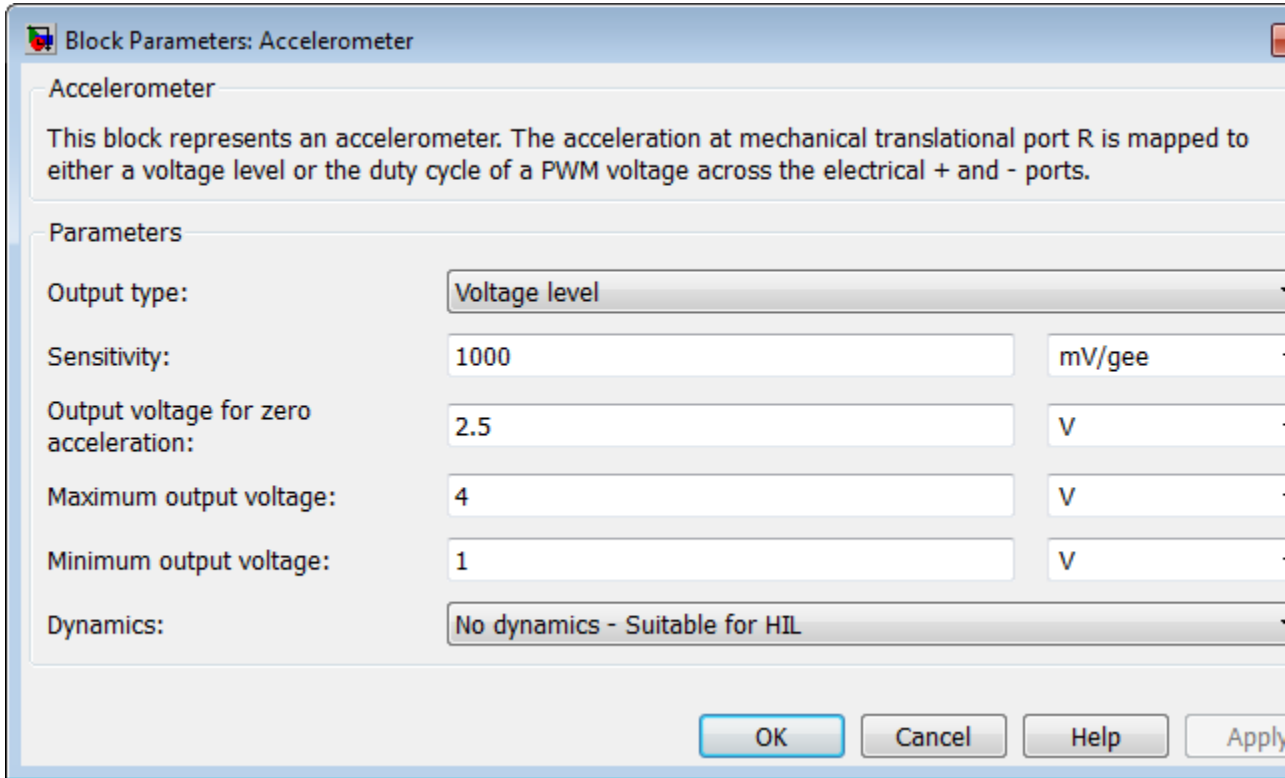 Block Parameters: Accelerometer
Accelerometer
This block represents an accelerometer. The acceleration at mechanical translational port R is mapped to
either a voltage level or the duty cycle of a PWM voltage across the electrical + and - ports.
Parameters
Output type: Voltage level
Sensitivity: 1000 mV/gee
Output voltage for zero
acceleration: 2.5 V
Maximum output voltage: 4 V
Minimum output voltage: 1 V
Dynamics: No dynamics - Suitable for HIL
OK Cancel Help Apply